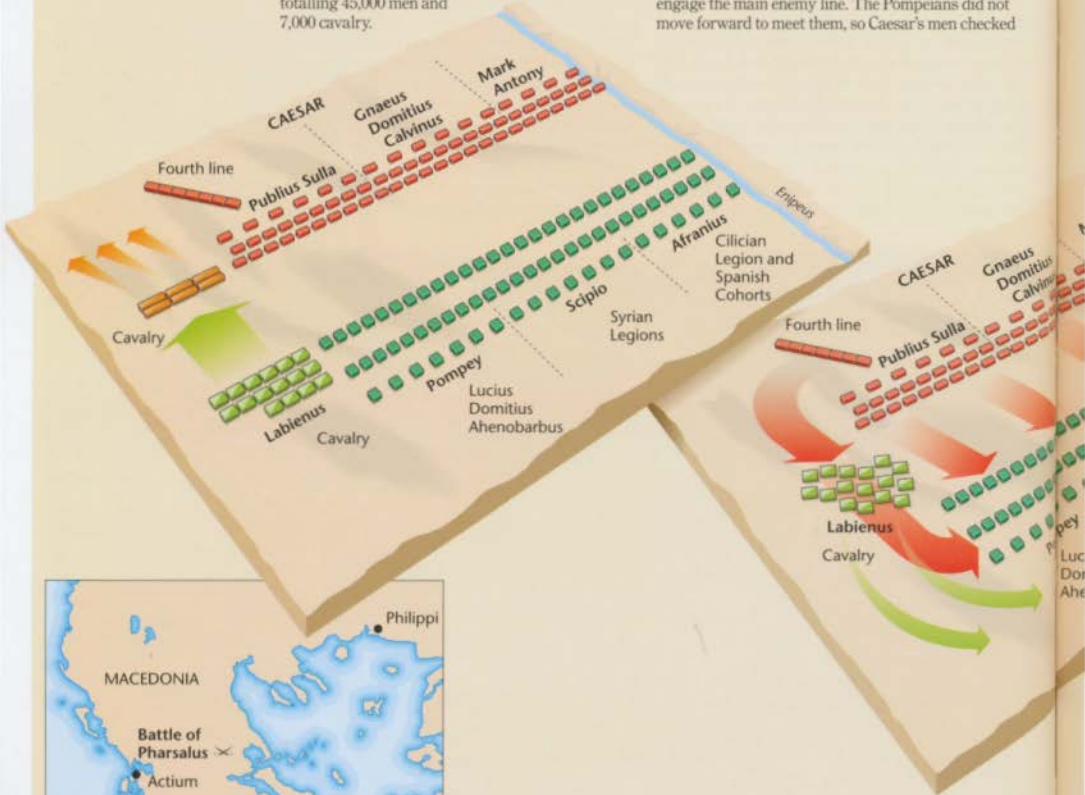 totalling 45,000 men and
7,000 cavalry.
engage the main enemy line. The Pompeians did not
move forward to meet them, so Caesar's men checked
Mark
Antony
CAESAR
Gnaeus
Domitius
Calvinus
Fourth line
Publius Sulla
Enipeus
Cavalry
Afranius
Cilician
Legion and
Spanish
Cohorts
Scipio
Syrian
Legions
Pompey
Lucius
Domitius
Ahenobarbus
Labienus
Cavalry
CAESAR
Gnaeus
Domitius
Calvinus
Fourth line
Publius Sulla
Labienus
Cavalry
Philippi
MACEDONIA
Battle of
Pharsalus
Actium